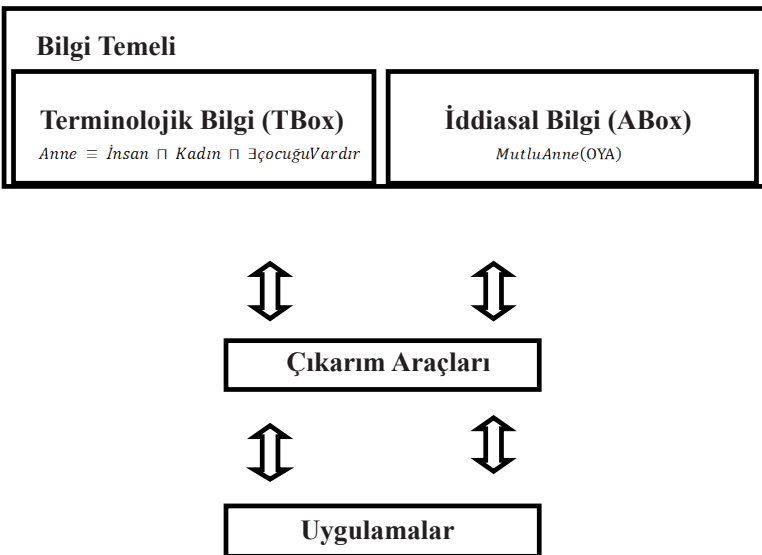 Bilgi Temeli
Terminolojik Bilgi (TBox)
Anne ≡ İnsan ⊓ Kadın ⊓ ∃çocuğuVardır
İddiasal Bilgi (ABox)
MutluAnne(OYA)
Çıkarım Araçları
Uygulamalar